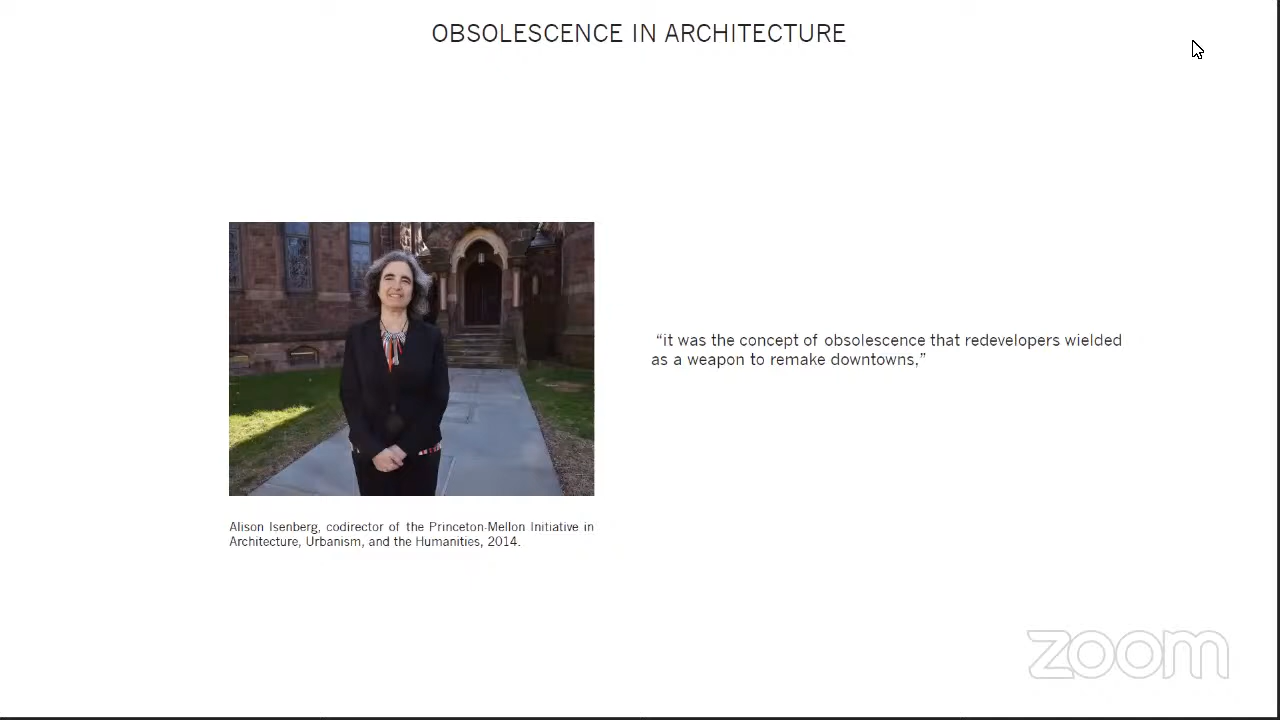 OBSOLESCENCE IN ARCHITECTURE
“it was the concept of obsolescence that redevelopers wielded
as a weapon to remake downtowns,”
Alison Isenberg, codirector of the Princeton-Mellon Initiative in
Architecture, Urbanism, and the Humanities, 2014.
zoom